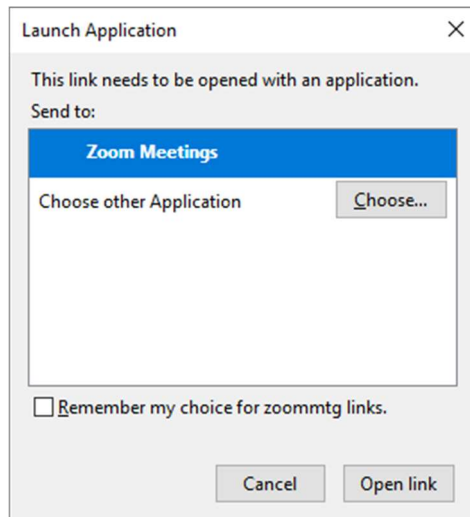 Launch Application
This link needs to be opened with an application.
Send to:
Zoom Meetings
Choose other Application
Choose...
Remember my choice for zoommtg links.
Cancel
Open link